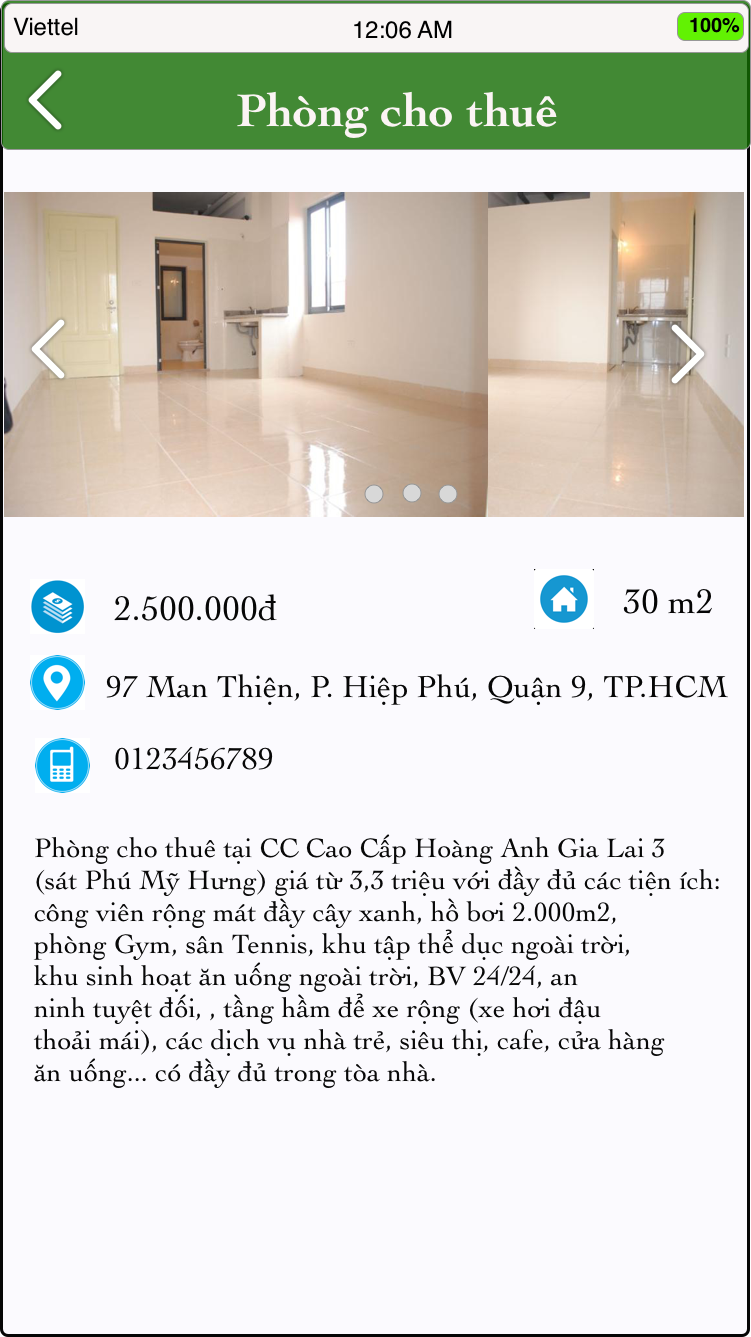 Viettel 12:06 AM 100%
Phòng cho thuê
2.500.000đ 30 m2
97 Man Thiện, P. Hiệp Phú, Quận 9, TP.HCM
0123456789
Phòng cho thuê tại CC Cao Cấp Hoàng Anh Gia Lai 3
(sát Phú Mỹ Hưng) giá từ 3,3 triệu với đầy đủ các tiện ích:
công viên rộng mát đầy cây xanh, hồ bơi 2.000m2,
phòng Gym, sân Tennis, khu tập thể dục ngoài trời,
khu sinh hoạt ăn uống ngoài trời, BV 24/24, an
ninh tuyệt đối, , tầng hầm để xe rộng (xe hơi đậu
thoải mái), các dịch vụ nhà trẻ, siêu thị, cafe, cửa hàng
ăn uống... có đầy đủ trong tòa nhà.